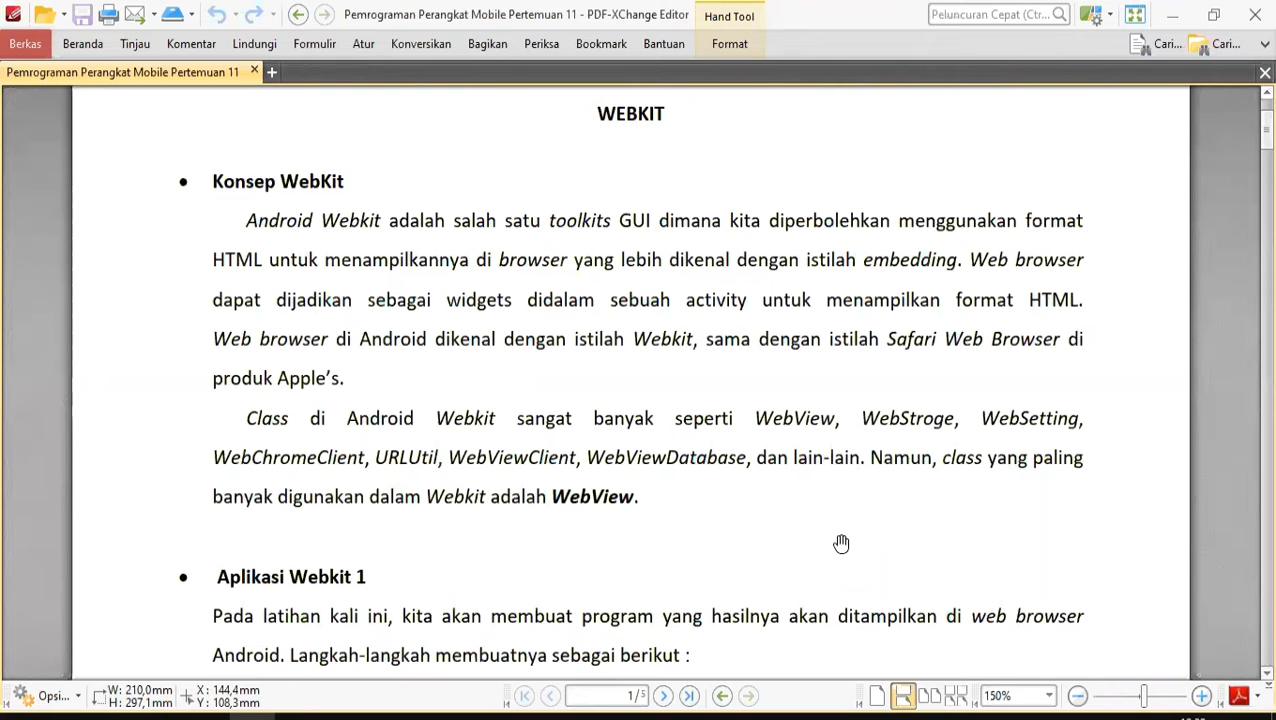 Pemrograman Perangkat Mobile Pertemuan 11 - PDF-XChange Editor
Hand Tool
Peluncuran Cepat (Ctr...
Berkas Beranda Tinjau Komentar Lindungi Formulir Atur Konversikan Bagikan Periksa Bookmark Bantuan Format Cari... Cari...
Pemrograman Perangkat Mobile Pertemuan 11
WEBKIT
• Konsep WebKit
Android Webkit adalah salah satu toolkits GUI dimana kita diperbolehkan menggunakan format
HTML untuk menampilkannya di browser yang lebih dikenal dengan istilah embedding. Web browser
dapat dijadikan sebagai widgets didalam sebuah activity untuk menampilkan format HTML.
Web browser di Android dikenal dengan istilah Webkit, sama dengan istilah Safari Web Browser di
produk Apple’s.
Class di Android Webkit sangat banyak seperti WebView, WebStroge, WebSetting,
WebChromeClient, URLUtil, WebViewClient, WebViewDatabase, dan lain-lain. Namun, class yang paling
banyak digunakan dalam Webkit adalah WebView.
• Aplikasi Webkit 1
Pada latihan kali ini, kita akan membuat program yang hasilnya akan ditampilkan di web browser
Android. Langkah-langkah membuatnya sebagai berikut :
Opsi... W: 210,0mm X: 144,4mm
H: 297,1mm Y: 108,3mm
1/5
150%